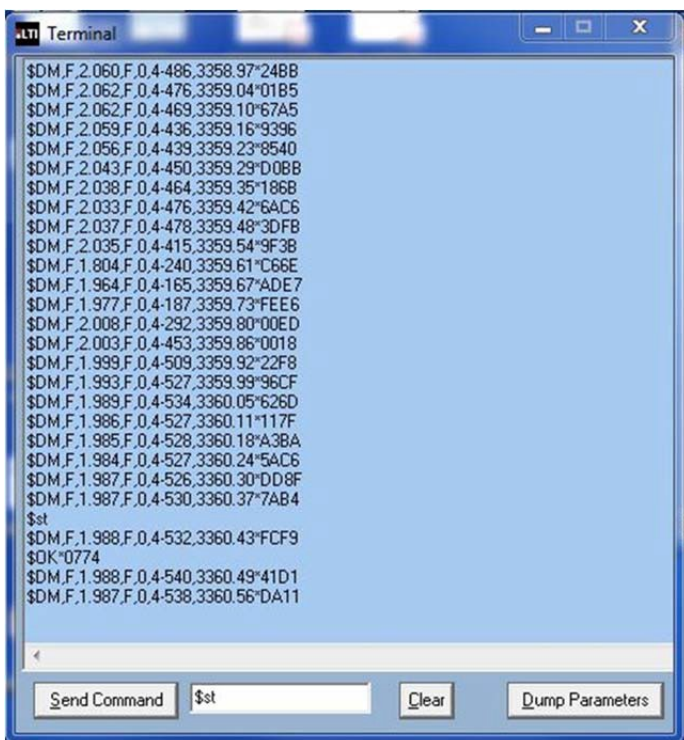 LTI Terminal
$DM,F,2.060,F,0,4-486,3358.97*24BB
$DM,F,2.062,F,0,4-476,3359.04*01B5
$DM,F,2.062,F,0,4-469,3359.10*67A5
$DM,F,2.059,F,0,4-436,3359.16*9396
$DM,F,2.056,F,0,4-439,3359.23*8540
$DM,F,2.043,F,0,4-450,3359.29*D0BB
$DM,F,2.038,F,0,4-464,3359.35*186B
$DM,F,2.033,F,0,4-476,3359.42*6AC6
$DM,F,2.037,F,0,4-478,3359.48*3DFB
$DM,F,2.035,F,0,4-415,3359.54*9F3B
$DM,F,1.804,F,0,4-240,3359.61*C66E
$DM,F,1.964,F,0,4-165,3359.67*ADE7
$DM,F,1.977,F,0,4-187,3359.73*FEE6
$DM,F,2.008,F,0,4-292,3359.80*00ED
$DM,F,2.003,F,0,4-453,3359.86*0018
$DM,F,1.999,F,0,4-509,3359.92*22F8
$DM,F,1.993,F,0,4-527,3359.99*96CF
$DM,F,1.989,F,0,4-534,3360.05*626D
$DM,F,1.986,F,0,4-527,3360.11*117F
$DM,F,1.985,F,0,4-528,3360.18*A3BA
$DM,F,1.984,F,0,4-527,3360.24*5AC6
$DM,F,1.987,F,0,4-526,3360.30*DD8F
$DM,F,1.987,F,0,4-530,3360.37*7AB4
$st
$DM,F,1.988,F,0,4-532,3360.43*FCF9
$OK*0774
$DM,F,1.988,F,0,4-540,3360.49*41D1
$DM,F,1.987,F,0,4-538,3360.56*DA11
Send Command $st Clear Dump Parameters